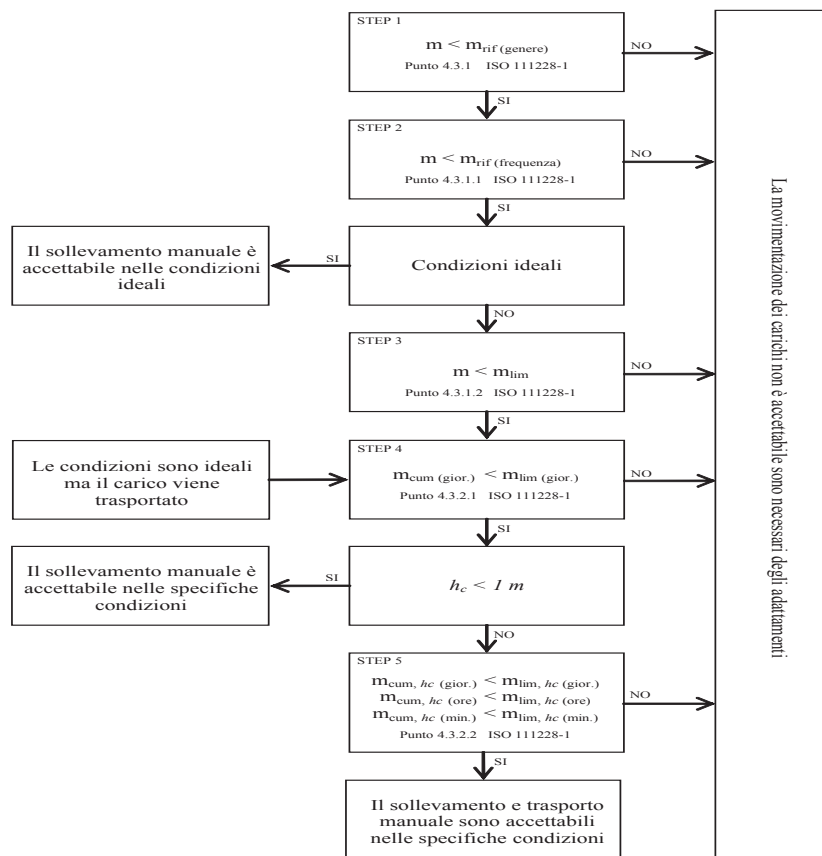 STEP 1
m < mrif (genere)
Punto 4.3.1 ISO 111228-1
NO
SI
STEP 2
m < mrif (frequenza)
Punto 4.3.1.1 ISO 111228-1
NO
SI
Il sollevamento manuale è
accettabile nelle condizioni
ideali
SI
Condizioni ideali
NO
STEP 3
m < mlim
Punto 4.3.1.2 ISO 111228-1
NO
SI
Le condizioni sono ideali
ma il carico viene
trasportato
STEP 4
mcum (gior.) < mlim (gior.)
Punto 4.3.2.1 ISO 111228-1
NO
SI
Il sollevamento manuale è
accettabile nelle specifiche
condizioni
SI
hc < 1 m
NO
STEP 5
mcum, hc (gior.) < mlim, hc (gior.)
mcum, hc (ore) < mlim, hc (ore)
mcum, hc (min.) < mlim, hc (min.)
Punto 4.3.2.2 ISO 111228-1
NO
SI
Il sollevamento e trasporto
manuale sono accettabili
nelle specifiche condizioni
La movimentazione dei carichi non è accettabile sono necessari degli adattamenti